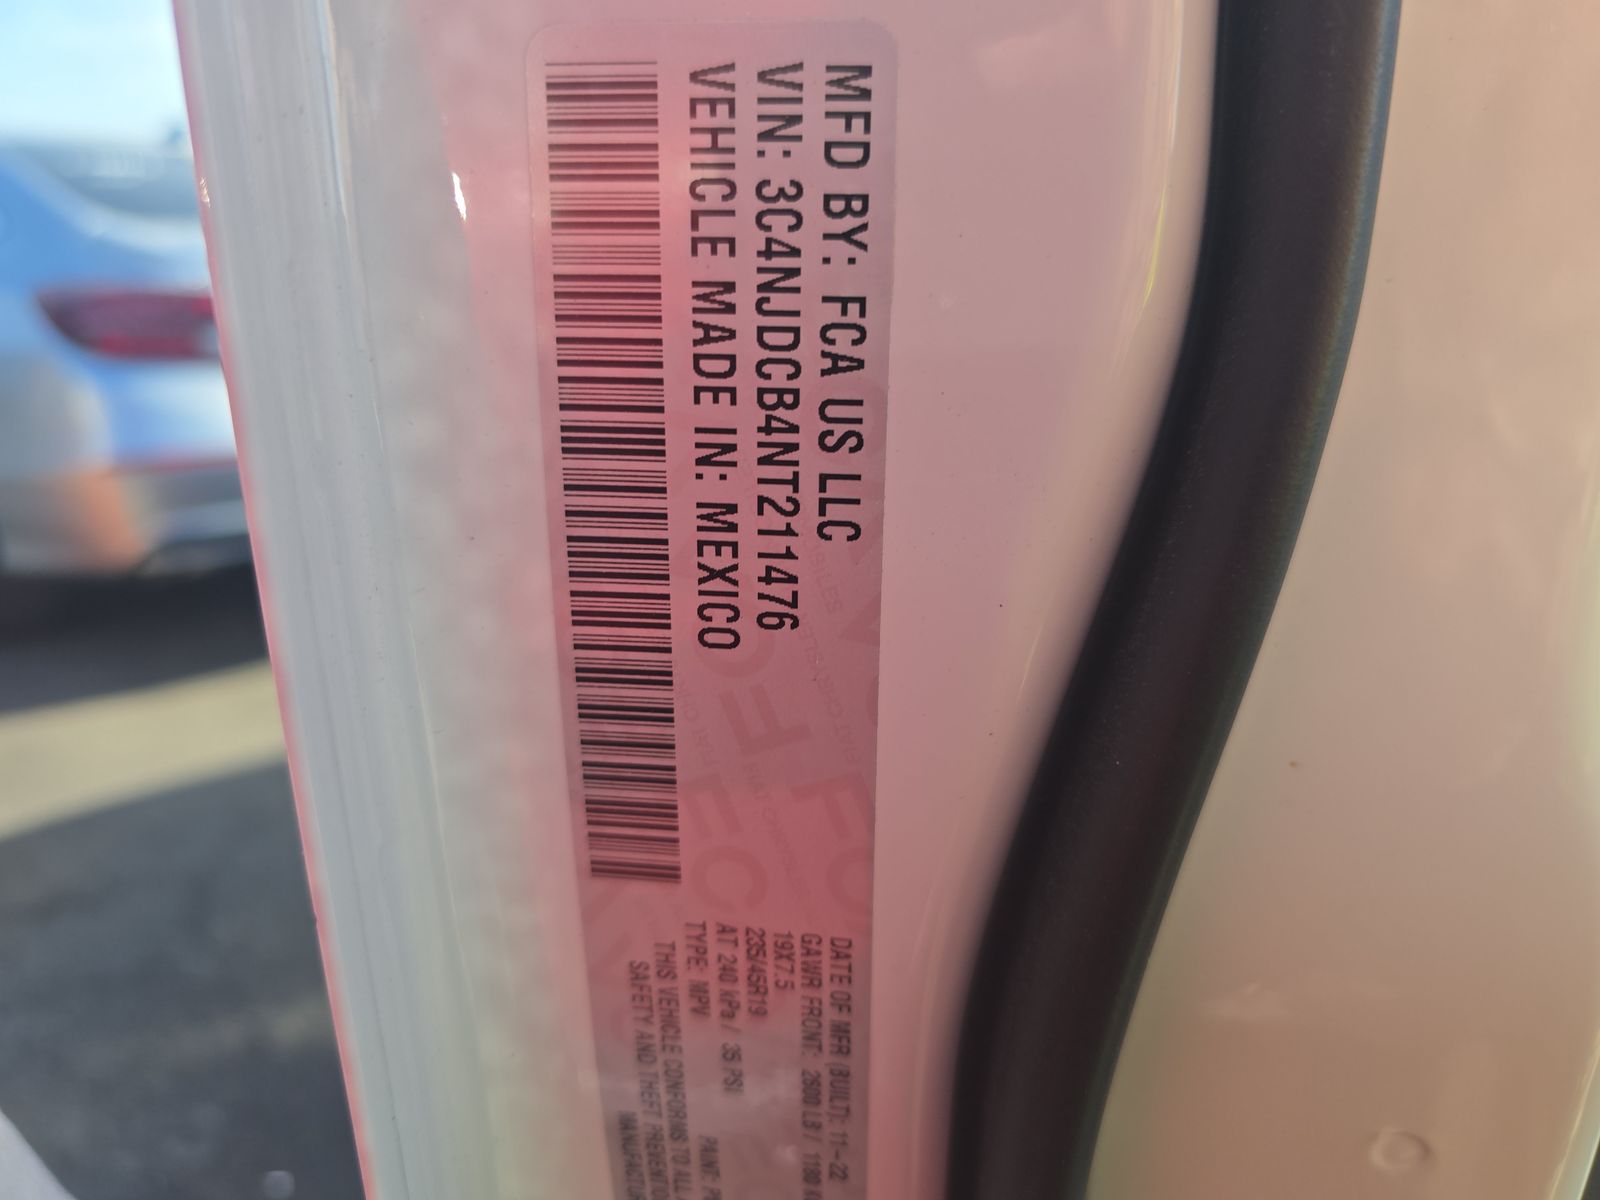 MFD BY: FCA US LLC
VIN: 3C4NJDCB4NT211476
VEHICLE MADE IN: MEXICO
DATE OF MFR (BUILT): 11-22
GAWR FRONT: 2600 LB / 1180
19X7.5
235/45R19
AT 240 kPa / 35 PSI
TYPE: MPV PAINT:
THIS VEHICLE CONFORMS TO ALL
SAFETY AND THEFT